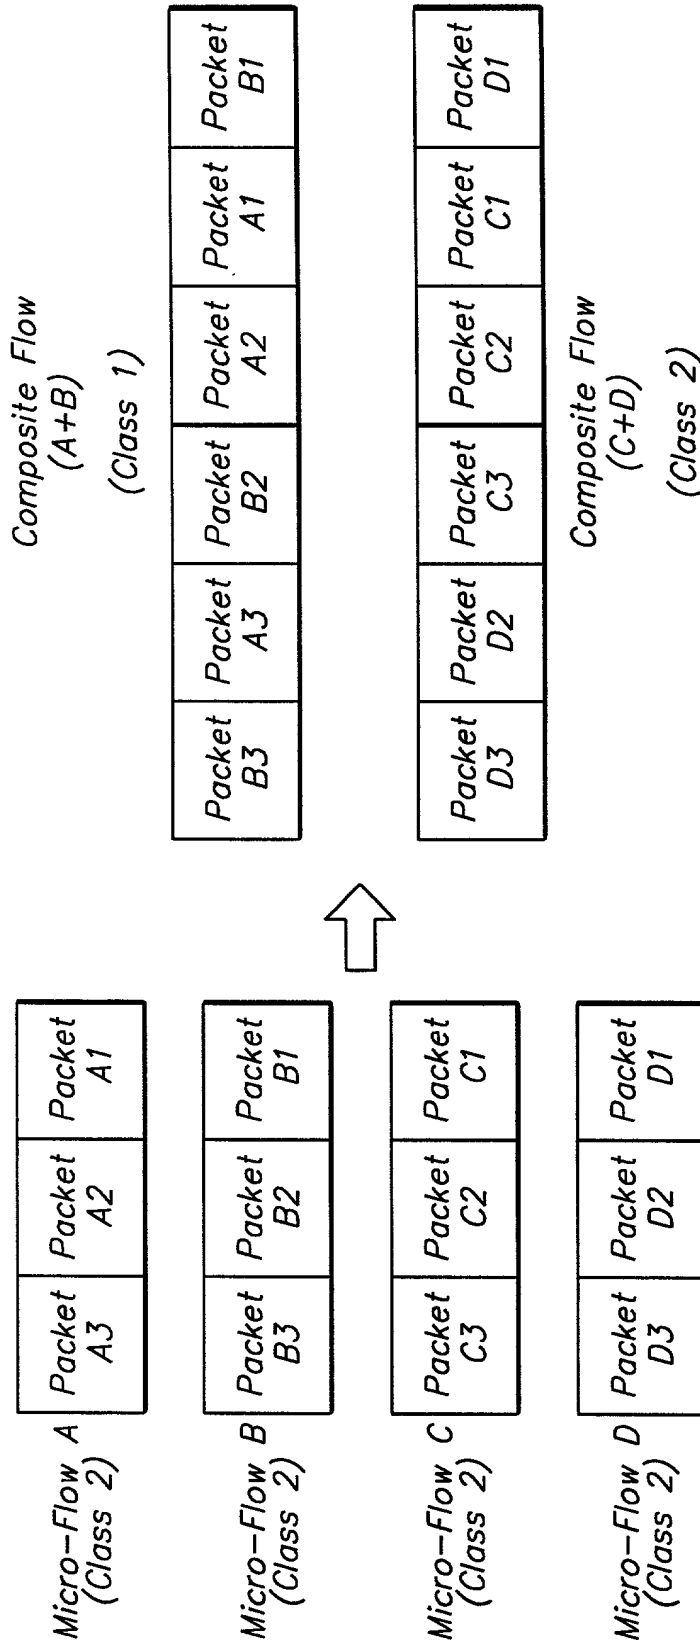 Micro-Flow A
(Class 2)
Packet
A3
Packet
A2
Packet
A1
Micro-Flow B
(Class 2)
Packet
B3
Packet
B2
Packet
B1
Micro-Flow C
(Class 2)
Packet
C3
Packet
C2
Packet
C1
Micro-Flow D
(Class 2)
Packet
D3
Packet
D2
Packet
D1
Composite Flow
(A+B)
(Class 1)
Packet
B3
Packet
A3
Packet
B2
Packet
A2
Packet
A1
Packet
B1
Packet
D3
Packet
D2
Packet
C3
Packet
C2
Packet
C1
Packet
D1
Composite Flow
(C+D)
(Class 2)